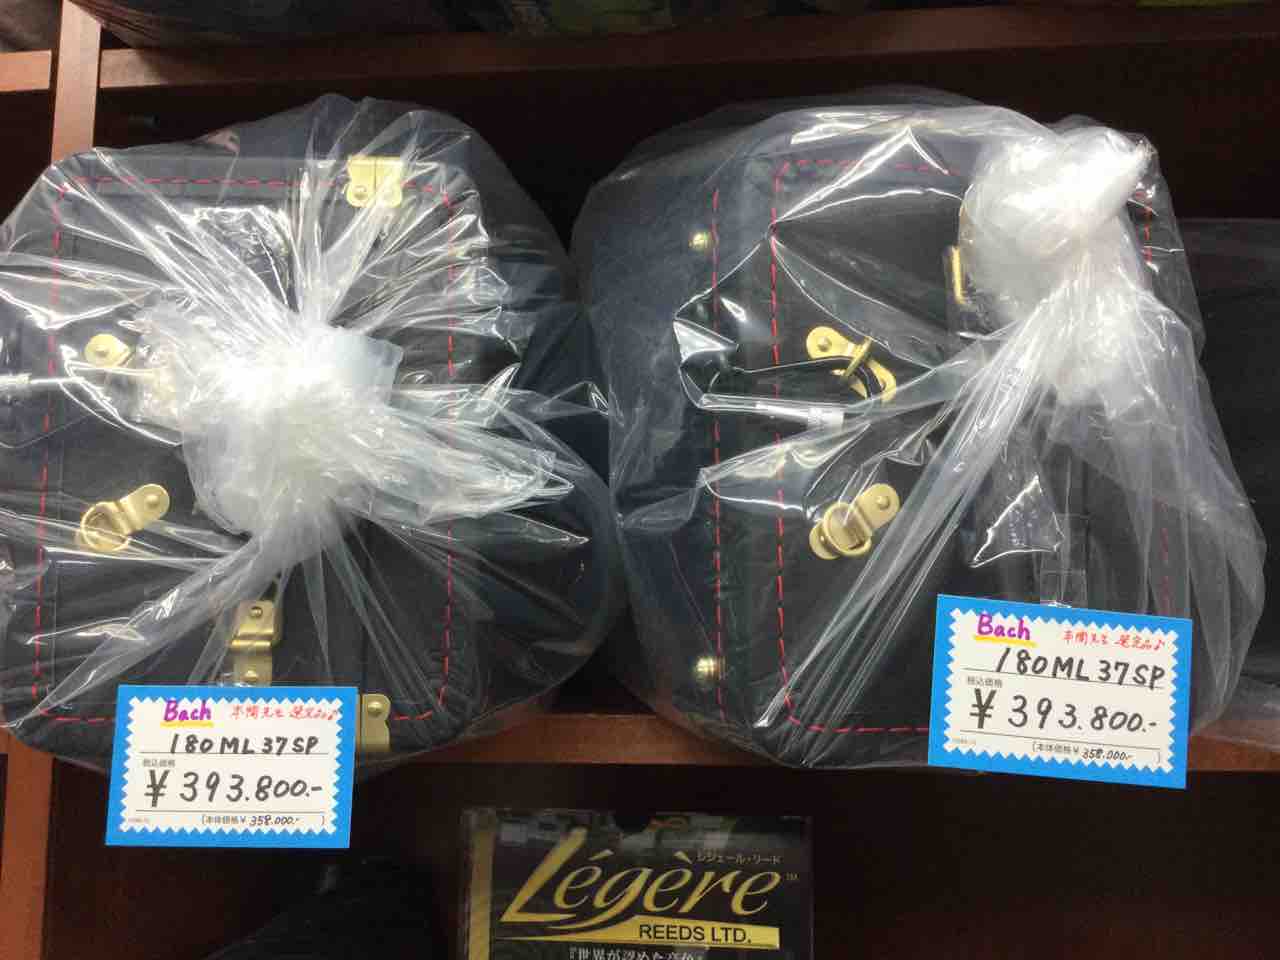 Bach 本間先生 選定品♪
180ML37SP
税込価格
¥393.800.-
(本体価格¥ 358.000.- )
Bach 本間先生 選定品♪
180ML37SP
税込価格
¥393.800.-
(本体価格¥ 358.000.- )
レジェール・リード
Légère™
REEDS LTD.
『世界が認めた音色』